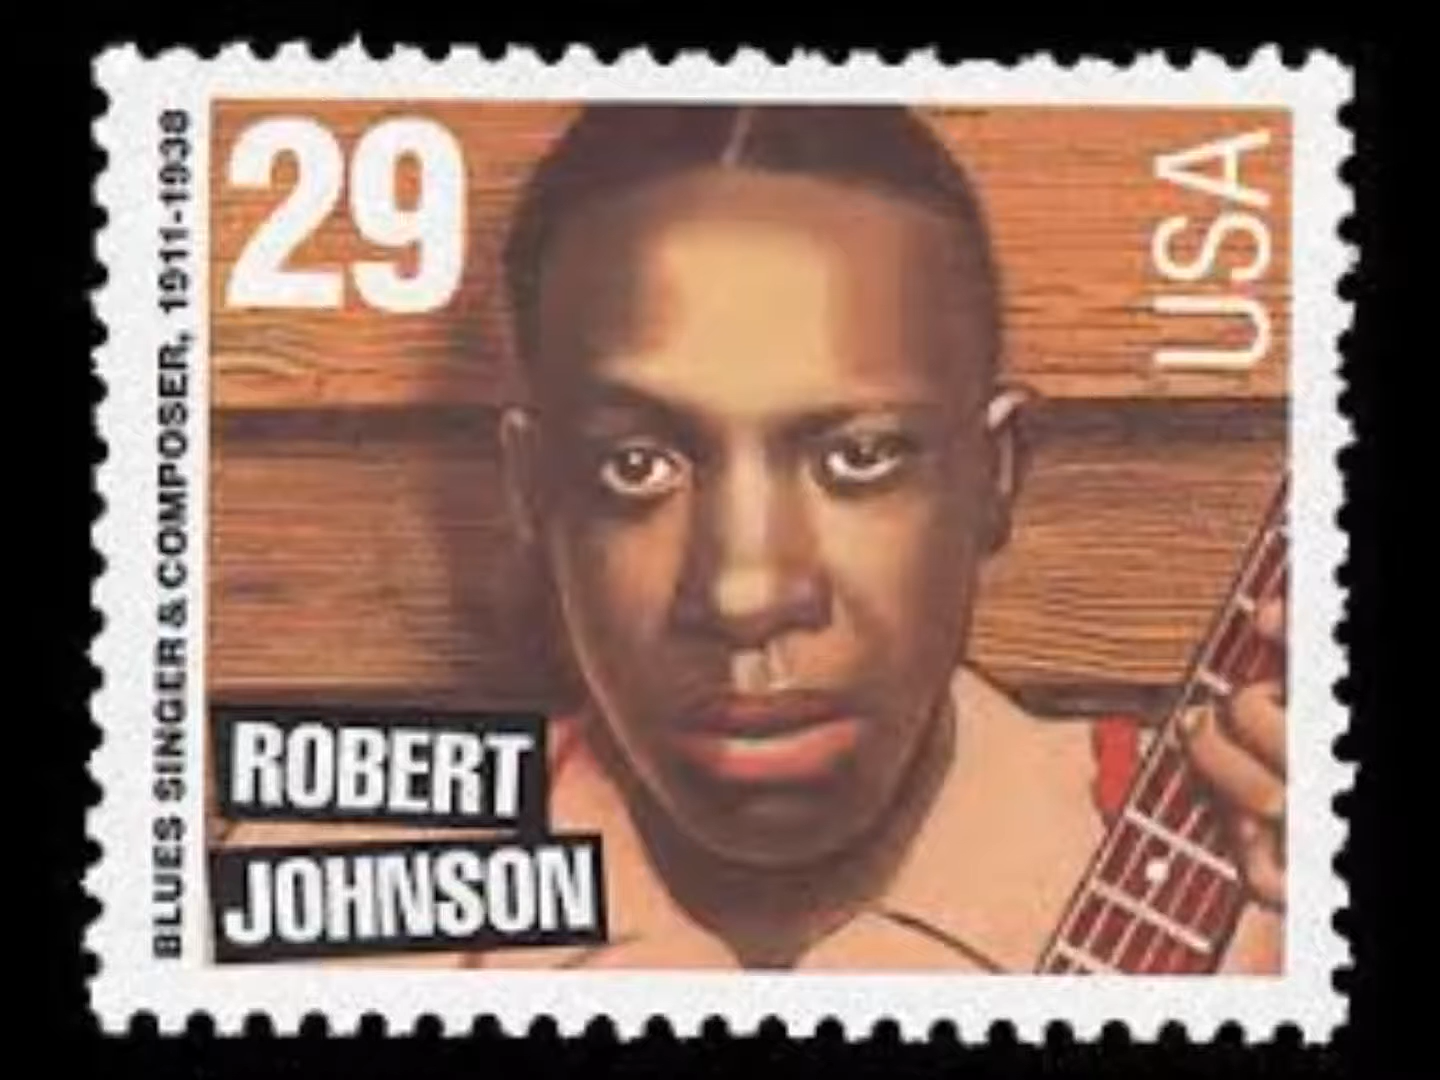 29
USA
ROBERT
JOHNSON
BLUES SINGER & COMPOSER, 1911-1938